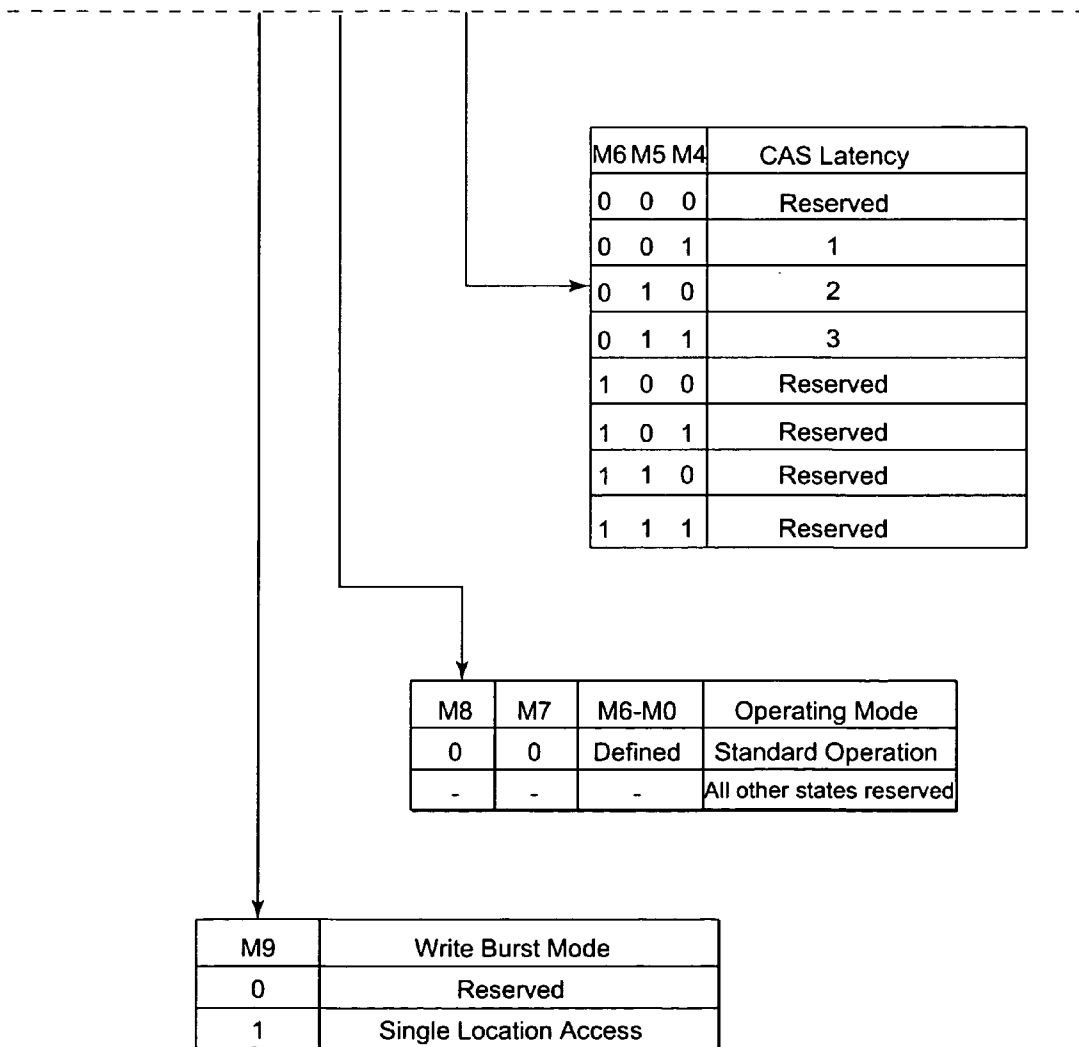 M6 M5 M4 CAS Latency
0 0 0 Reserved
0 0 1 1
0 1 0 2
0 1 1 3
1 0 0 Reserved
1 0 1 Reserved
1 1 0 Reserved
1 1 1 Reserved
M8 M7 M6-M0 Operating Mode
0 0 Defined Standard Operation
- - - All other states reserved
M9 Write Burst Mode
0 Reserved
1 Single Location Access